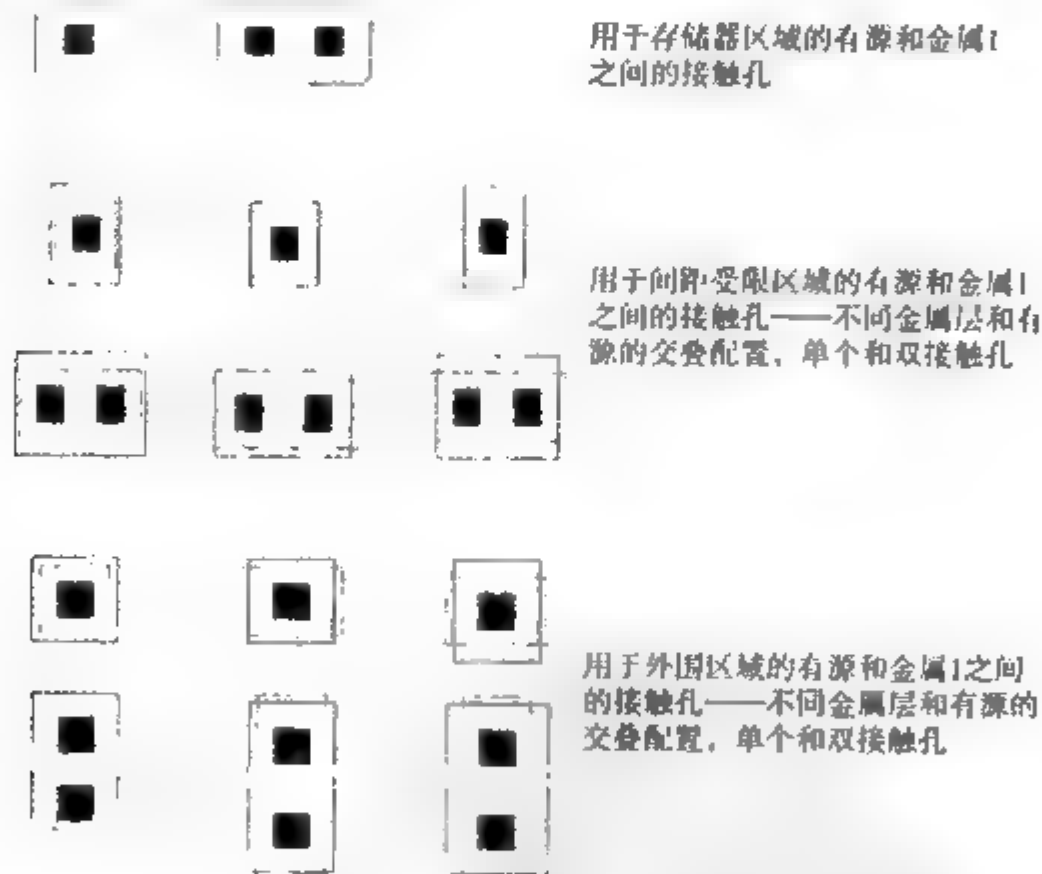 用于存储器区域的有源和金属1
之间的接触孔
用于间距受限区域的有源和金属1
之间的接触孔——不同金属层和有
源的交叠配置，单个和双接触孔
用于外围区域的有源和金属1之间
的接触孔——不同金属层和有源的
交叠配置，单个和双接触孔